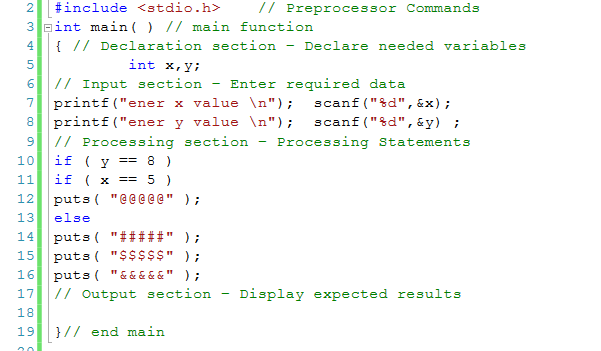 2 #include <stdio.h> // Preprocessor Commands
3 int main( ) // main function
4 { // Declaration section – Declare needed variables
5 int x,y;
6 // Input section – Enter required data
7 printf("ener x value \n"); scanf("%d",&x);
8 printf("ener y value \n"); scanf("%d",&y) ;
9 // Processing section – Processing Statements
10 if ( y == 8 )
11 if ( x == 5 )
12 puts( "@@@@@" );
13 else
14 puts( "#####" );
15 puts( "$$$$$" );
16 puts( "&&&&&" );
17 // Output section – Display expected results
18
19 }// end main
20